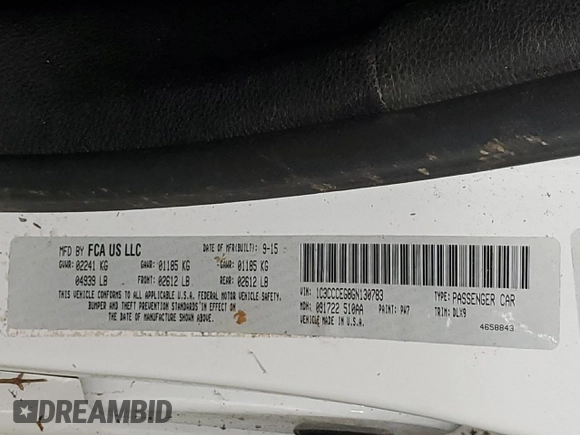 MFD BY FCA US LLC DATE OF MFR(BUILT): 9-15
GVWR: 02241 KG GAWR: 01185 KG GAWR: 01185 KG
04939 LB FRONT: 02612 LB REAR: 02612 LB
THIS VEHICLE CONFORMS TO ALL APPLICABLE U.S.A. FEDERAL MOTOR VEHICLE SAFETY,
BUMPER AND THEFT PREVENTION STANDARDS IN EFFECT
ON THE DATE OF MANUFACTURE SHOWN ABOVE.
VIN: 1C3CCCEG8GN130783 TYPE: PASSENGER CAR
MDH: 091722 510AA PAINT: PW7 TRIM: DLX9
VEHICLE MADE IN U.S.A. 4658843
DREAMBID